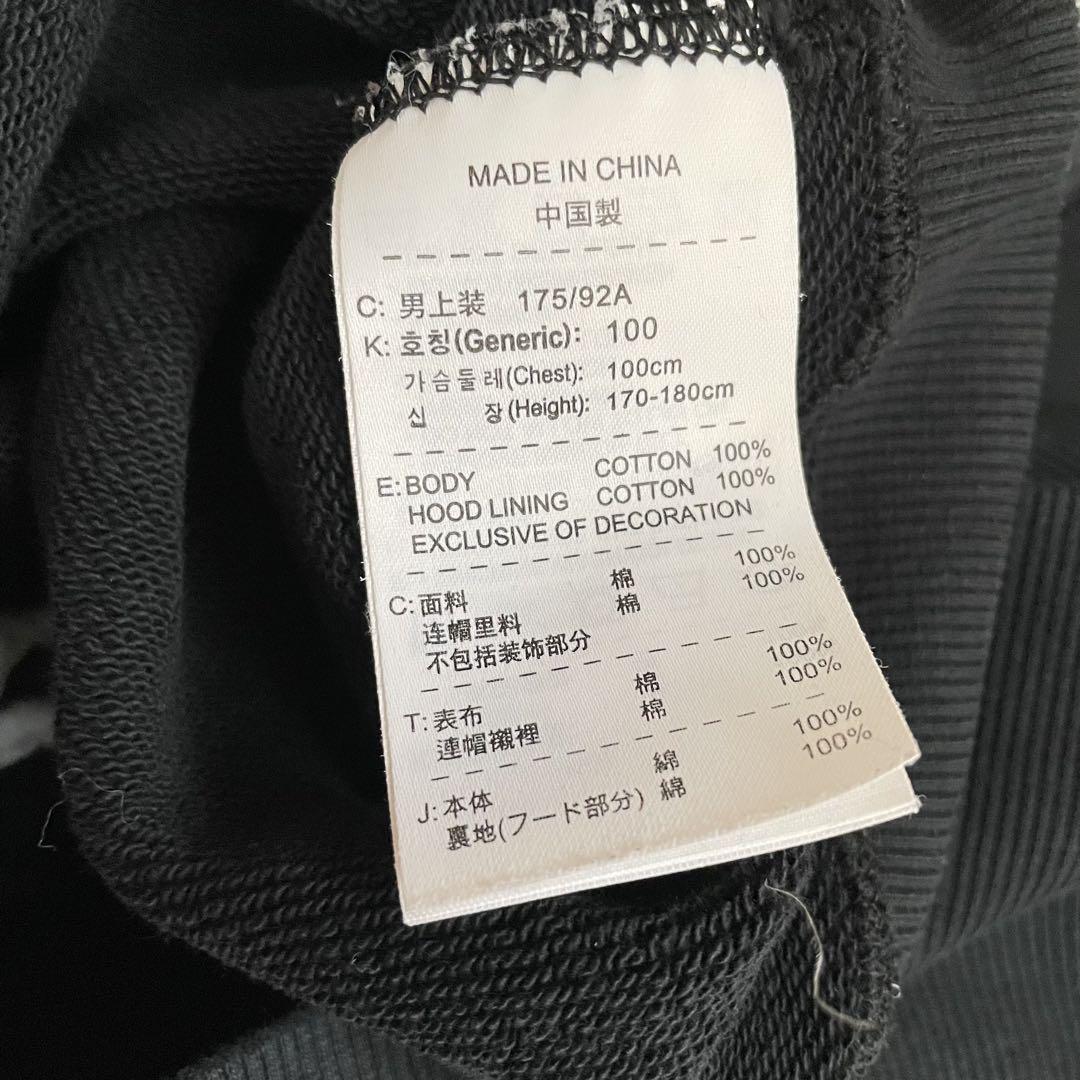 MADE IN CHINA
中国製
C: 男上装 175/92A
K: 호칭(Generic): 100
가슴둘레(Chest): 100cm
신 장(Height): 170-180cm
E: BODY COTTON 100%
HOOD LINING COTTON 100%
EXCLUSIVE OF DECORATION
C: 面料 棉 100%
连帽里料 棉 100%
不包括装饰部分
T: 表布 棉 100%
連帽襯裡 棉 100%
J: 本体 綿 100%
裏地(フード部分) 綿 100%